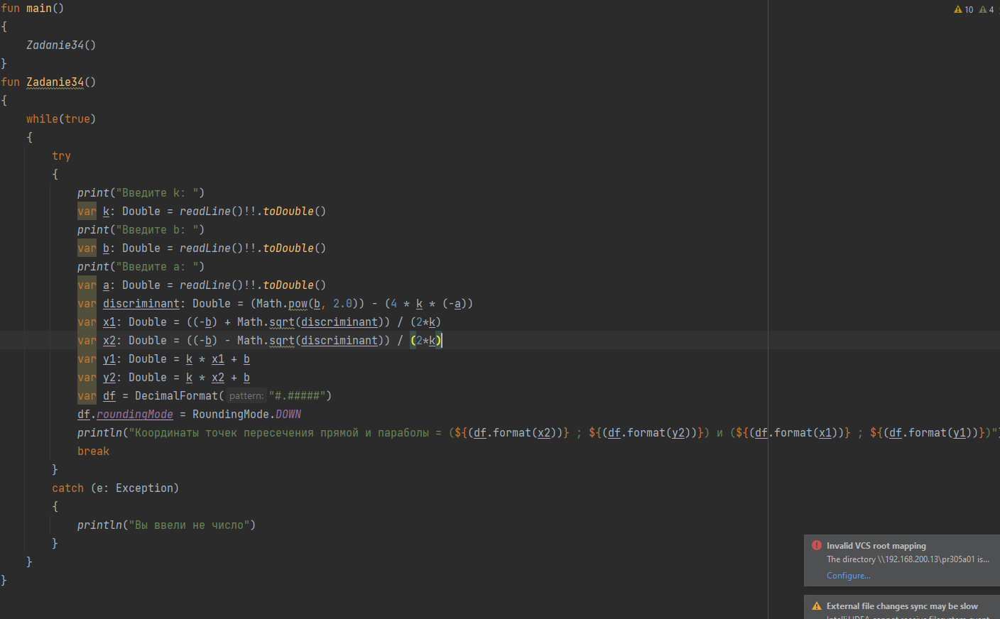 fun main()
{
    Zadanie34()
}
fun Zadanie34()
{
    while(true)
    {
        try
        {
            print("Введите k: ")
            var k: Double = readLine()!!.toDouble()
            print("Введите b: ")
            var b: Double = readLine()!!.toDouble()
            print("Введите a: ")
            var a: Double = readLine()!!.toDouble()
            var discriminant: Double = (Math.pow(b, 2.0)) - (4 * k * (-a))
            var x1: Double = ((-b) + Math.sqrt(discriminant)) / (2*k)
            var x2: Double = ((-b) - Math.sqrt(discriminant)) / (2*k)
            var y1: Double = k * x1 + b
            var y2: Double = k * x2 + b
            var df = DecimalFormat( pattern: "#.#####")
            df.roundingMode = RoundingMode.DOWN
            println("Координаты точек пересечения прямой и параболы = (${(df.format(x2))} ; ${(df.format(y2))}) и (${(df.format(x1))} ; ${(df.format(y1))})")
            break
        }
        catch (e: Exception)
        {
            println("Вы ввели не число")
        }
    }
}
10 4
Invalid VCS root mapping
The directory \\192.168.200.13\pr305a01 is...
Configure...
External file changes sync may be slow